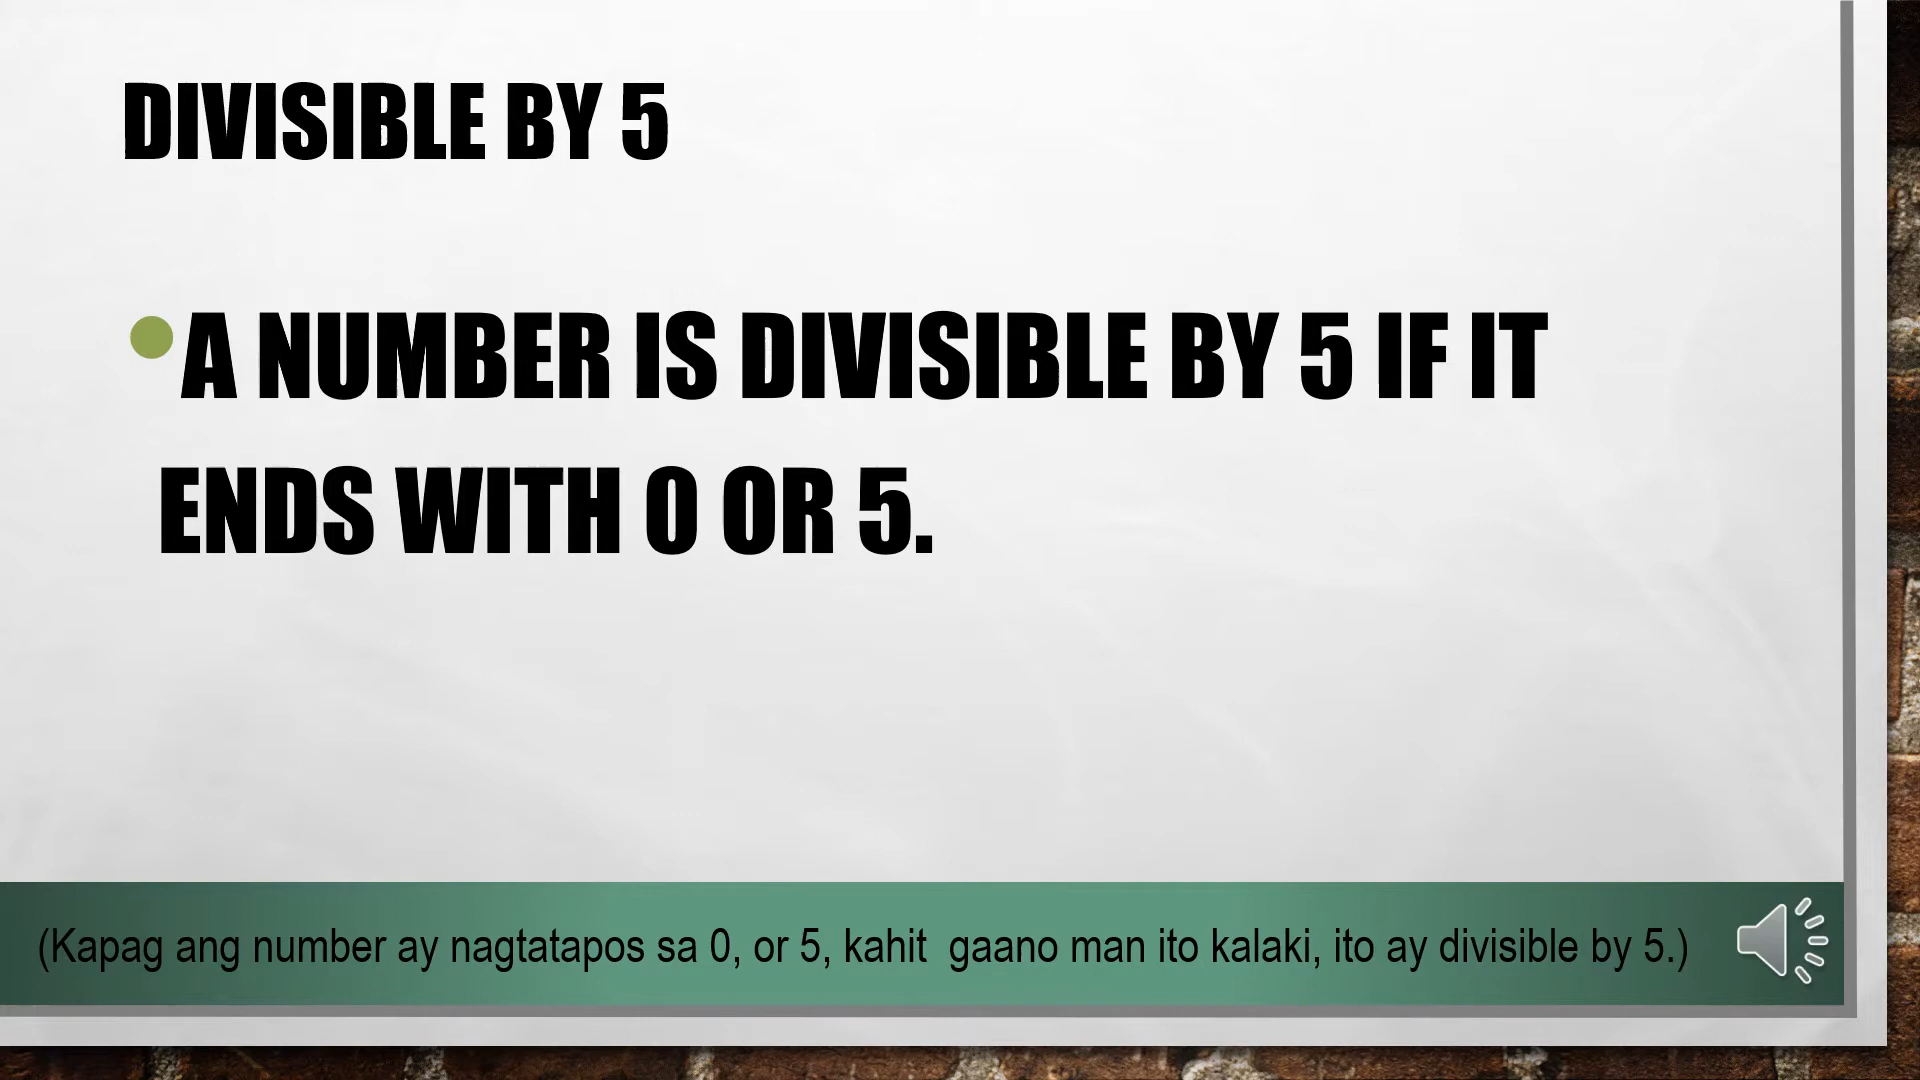 DIVISIBLE BY 5
A NUMBER IS DIVISIBLE BY 5 IF IT
ENDS WITH 0 OR 5.
(Kapag ang number ay nagtatapos sa 0, or 5, kahit  gaano man ito kalaki, ito ay divisible by 5.)